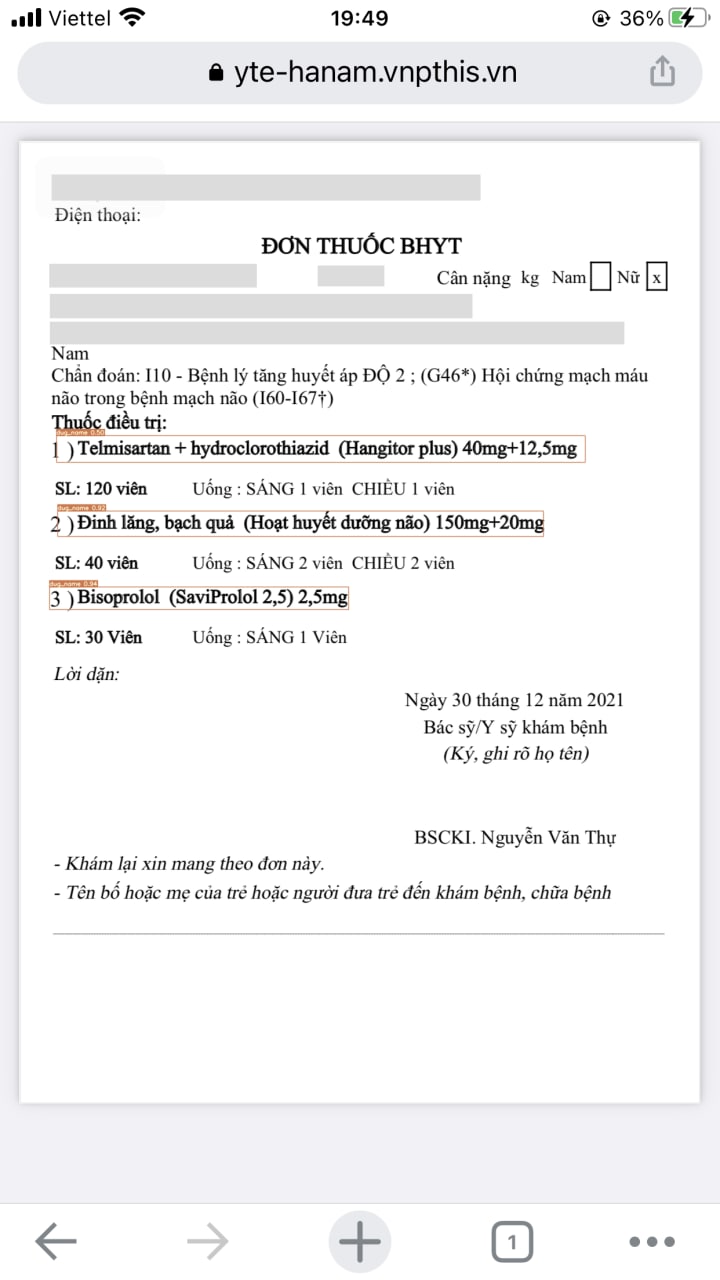 Viettel 19:49 36%
yte-hanam.vnpthis.vn
Điện thoại:
ĐƠN THUỐC BHYT
Cân nặng kg Nam Nữ x
Nam
Chẩn đoán: I10 - Bệnh lý tăng huyết áp ĐỘ 2 ; (G46*) Hội chứng mạch máu
não trong bệnh mạch não (I60-I67†)
Thuốc điều trị:
1 ) Telmisartan + hydroclorothiazid (Hangitor plus) 40mg+12,5mg
SL: 120 viên Uống : SÁNG 1 viên CHIỀU 1 viên
drug_name 0.92
2 ) Đinh lăng, bạch quả (Hoạt huyết dưỡng não) 150mg+20mg
SL: 40 viên Uống : SÁNG 2 viên CHIỀU 2 viên
drug_name 0.94
3 ) Bisoprolol (SaviProlol 2,5) 2,5mg
SL: 30 Viên Uống : SÁNG 1 Viên
Lời dặn:
Ngày 30 tháng 12 năm 2021
Bác sỹ/Y sỹ khám bệnh
(Ký, ghi rõ họ tên)
BSCKI. Nguyễn Văn Thự
- Khám lại xin mang theo đơn này.
- Tên bố hoặc mẹ của trẻ hoặc người đưa trẻ đến khám bệnh, chữa bệnh
1